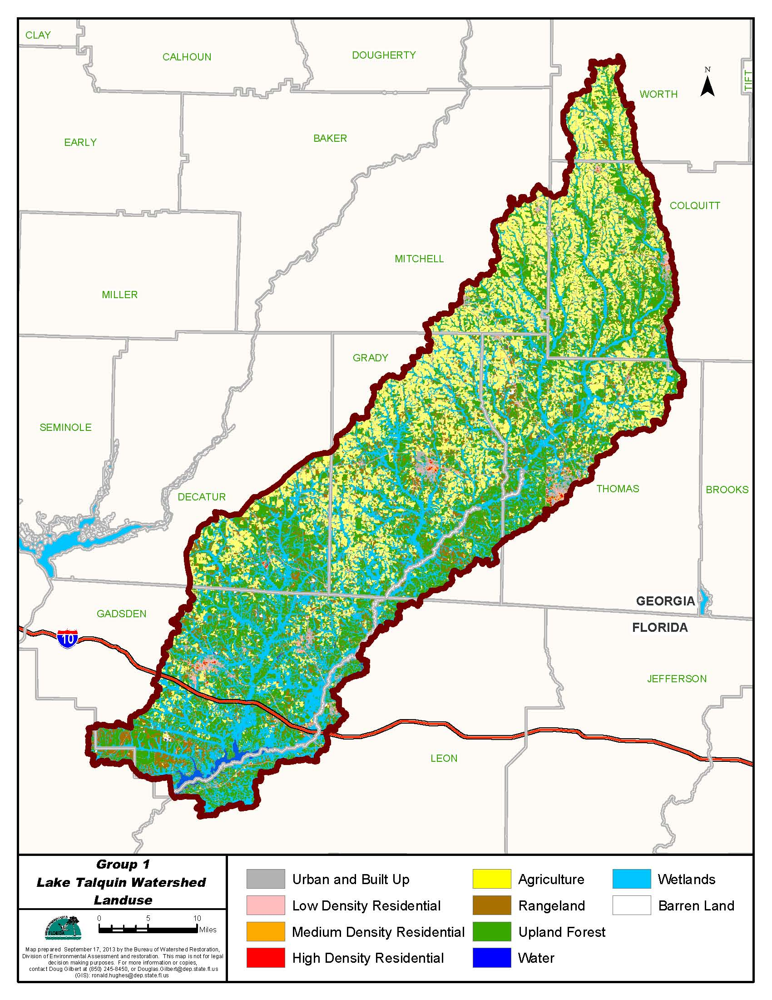 CLAY
CALHOUN
DOUGHERTY
WORTH
TIFT
N
EARLY
BAKER
COLQUITT
MITCHELL
MILLER
GRADY
SEMINOLE
DECATUR
THOMAS
BROOKS
GEORGIA
GADSDEN
FLORIDA
10
JEFFERSON
LEON
Group 1
Lake Talquin Watershed
Landuse
FLORIDA
0 5 10
Miles
Map prepared September 17, 2013 by the Bureau of Watershed Restoration,
Division of Environmental Assessment and restoration. This map is not for legal
decision making purposes. For more information or copies,
contact Doug Gilbert at (850) 245-8450, or Douglas.Gilbert@dep.state.fl.us
(GIS): ronald.hughes@dep.state.fl.us
Urban and Built Up
Low Density Residential
Medium Density Residential
High Density Residential
Agriculture
Rangeland
Upland Forest
Water
Wetlands
Barren Land